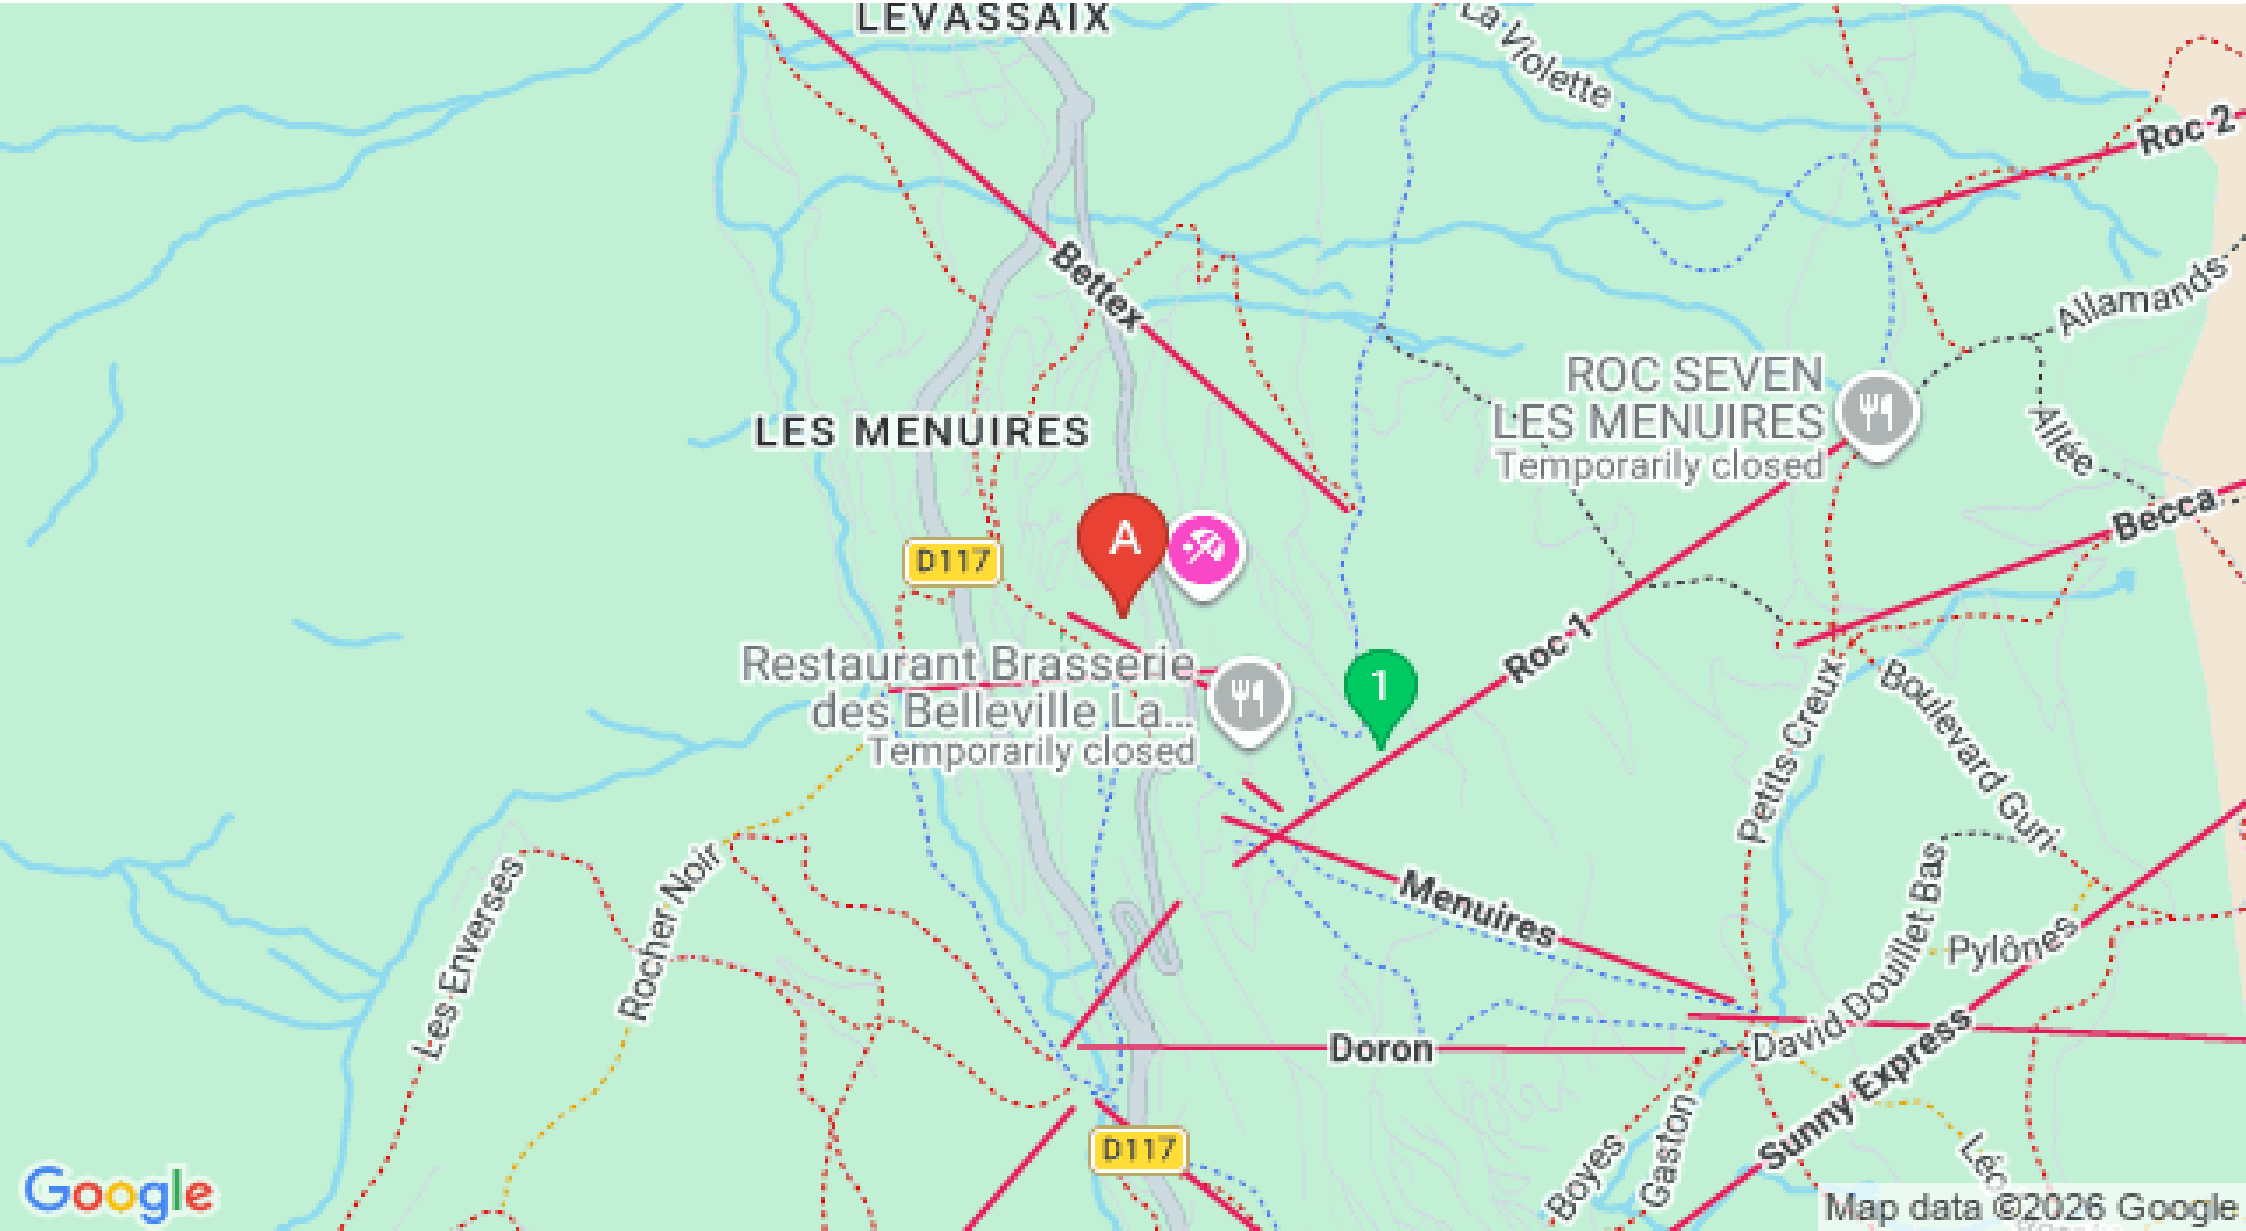 LEVASSAIX
La Violette
Roc 2
Bettex
Allamands
ROC SEVEN
LES MENUIRES
Temporarily closed
Allée
LES MENUIRES
Becca
A
D117
Roc 1
Restaurant Brasserie
des Belleville La...
Temporarily closed
1
Petits Creux
Boulevard Guri
Les Enverses
Rocher Noir
Menuires
David Douillet Bas
Pylônes
Doron
Sunny Express
Boyes
Gaston
D117
Google
Map data ©2026 Google